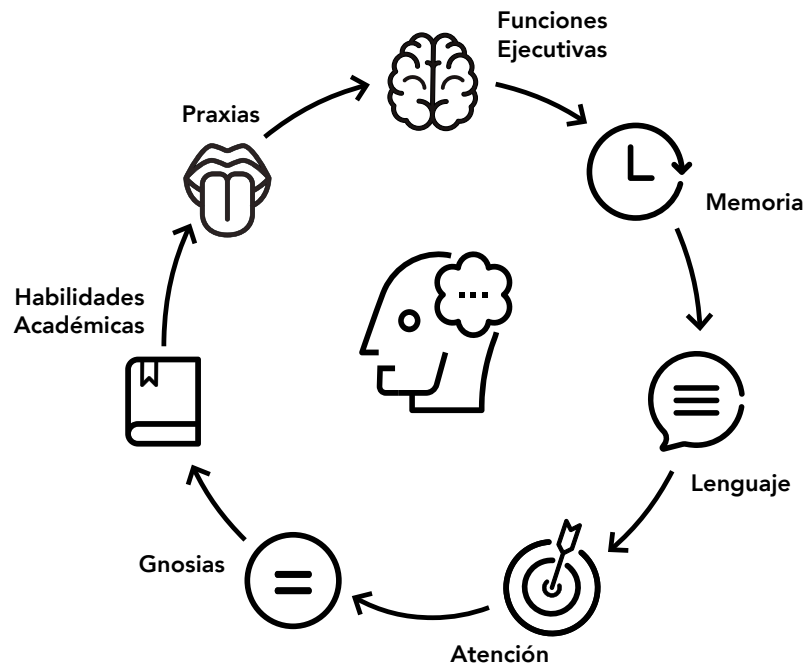 Funciones
Ejecutivas
Memoria
Lenguaje
Atención
Gnosias
Habilidades
Académicas
Praxias